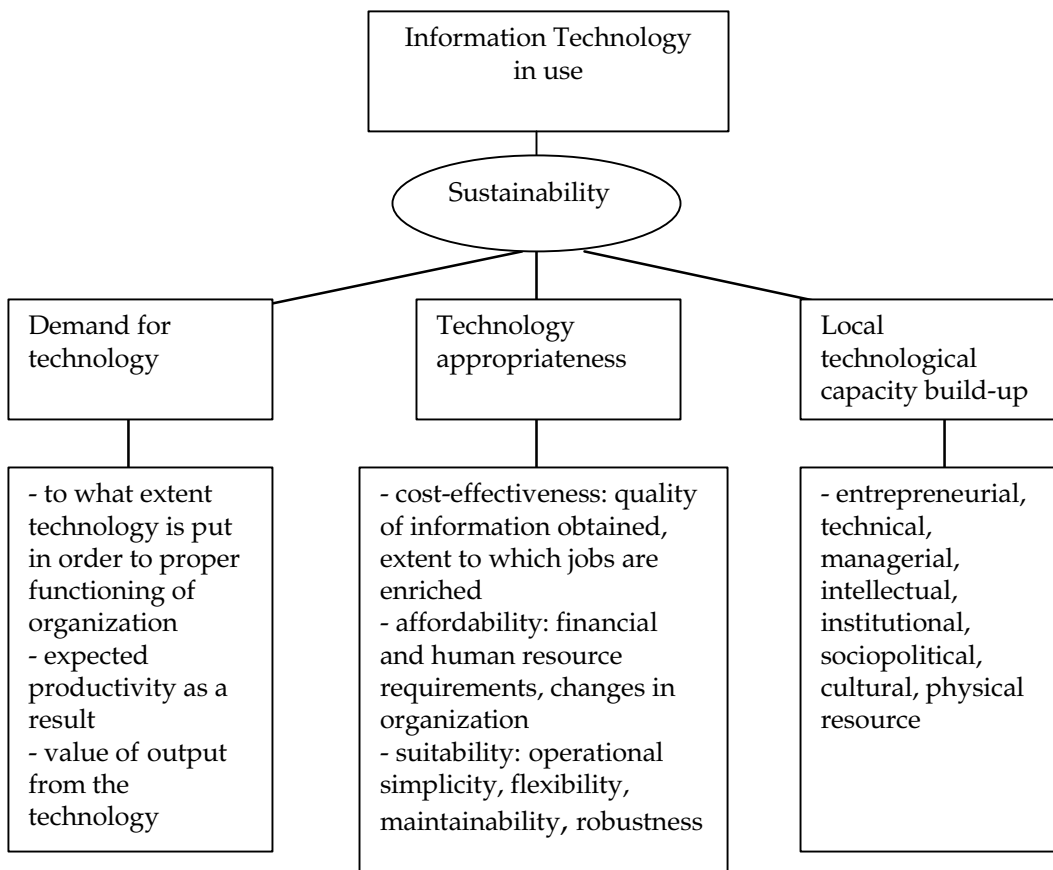 Information Technology
in use
Sustainability
Demand for
technology
Technology
appropriateness
Local
technological
capacity build-up
- to what extent
technology is put
in order to proper
functioning of
organization
- expected
productivity as a
result
- value of output
from the
technology
- cost-effectiveness: quality
of information obtained,
extent to which jobs are
enriched
- affordability: financial
and human resource
requirements, changes in
organization
- suitability: operational
simplicity, flexibility,
maintainability, robustness
- entrepreneurial,
technical,
managerial,
intellectual,
institutional,
sociopolitical,
cultural, physical
resource